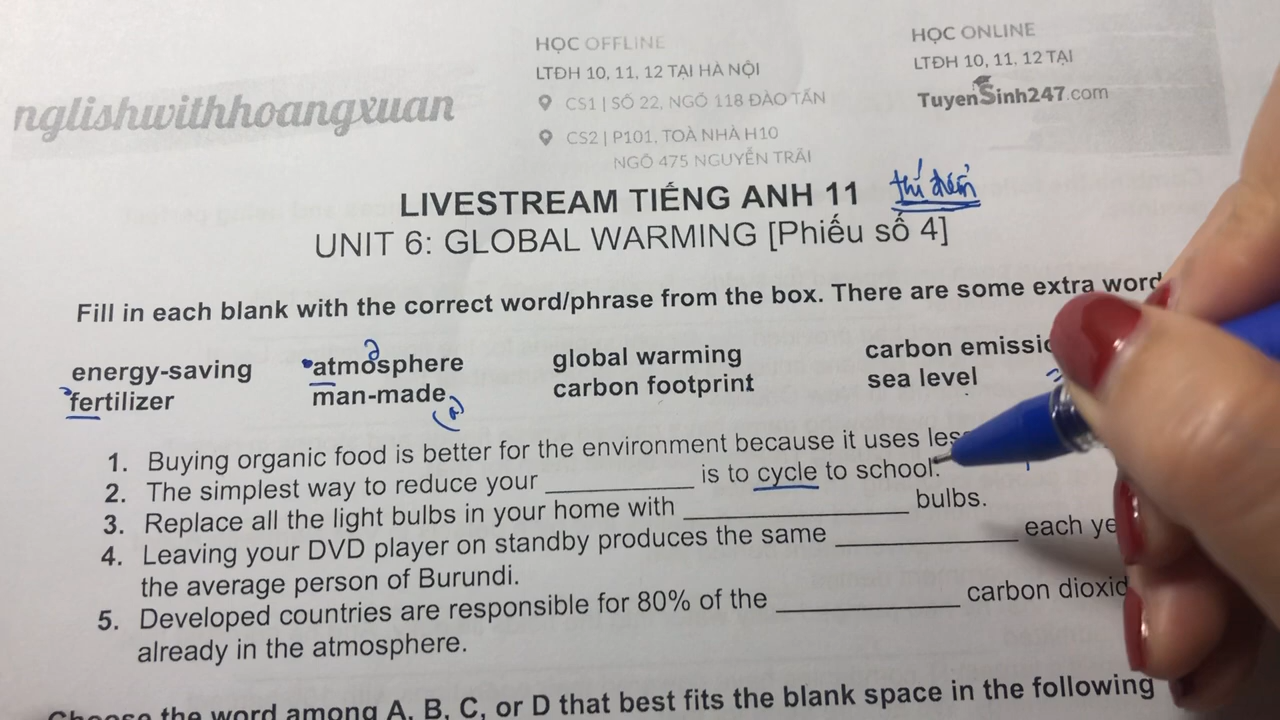 nglishwithhoangxuan
HỌC OFFLINE
LTĐH 10, 11, 12 TẠI HÀ NỘI
CS1 | SỐ 22, NGÕ 118 ĐÀO TẤN
CS2 | P101, TOÀ NHÀ H10
NGÕ 475 NGUYỄN TRÃI
HỌC ONLINE
LTĐH 10, 11, 12 TẠI
TuyenSinh247.com
LIVESTREAM TIẾNG ANH 11 thí điểm
UNIT 6: GLOBAL WARMING [Phiếu số 4]
Fill in each blank with the correct word/phrase from the box. There are some extra word
energy-saving atmosphere global warming carbon emissio
fertilizer man-made carbon footprint sea level
(a)
1. Buying organic food is better for the environment because it uses les
2. The simplest way to reduce your __________ is to cycle to school.
3. Replace all the light bulbs in your home with _______________ bulbs.
4. Leaving your DVD player on standby produces the same ____________ each ye
the average person of Burundi.
5. Developed countries are responsible for 80% of the ____________ carbon dioxid
already in the atmosphere.
Choose the word among A, B, C, or D that best fits the blank space in the following